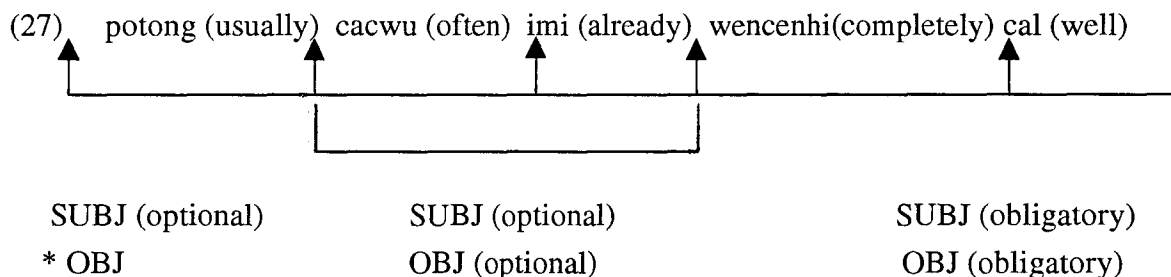 (27) potong (usually) cacwu (often) imi (already) wencenhi(completely) cal (well)
SUBJ (optional) SUBJ (optional) SUBJ (obligatory)
* OBJ OBJ (optional) OBJ (obligatory)